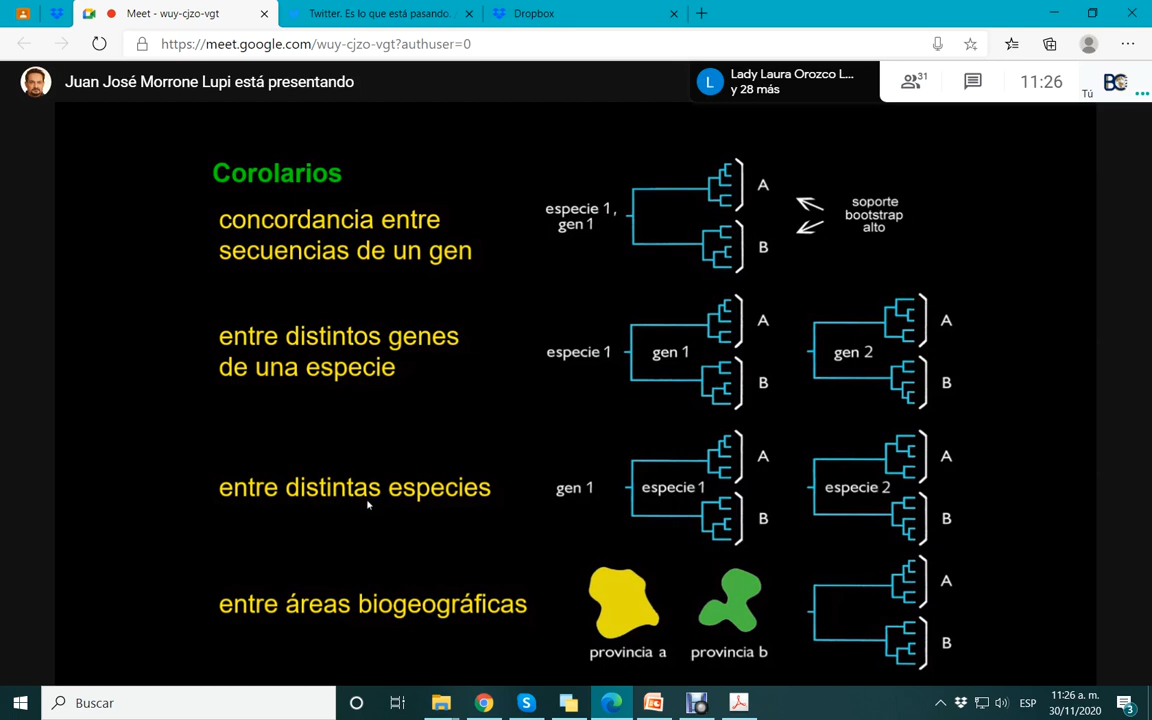 Meet - wuy-cjzo-vgt
Twitter. Es lo que está pasando.
Dropbox
https://meet.google.com/wuy-cjzo-vgt?authuser=0
Juan José Morrone Lupi está presentando
L
Lady Laura Orozco L...
y 28 más
31
11:26
Tú
BC
Corolarios
concordancia entre
secuencias de un gen
especie 1,
gen 1
A
B
soporte
bootstrap
alto
entre distintos genes
de una especie
especie 1
gen 1
A
B
gen 2
A
B
entre distintas especies
gen 1
especie 1
A
B
especie 2
A
B
entre áreas biogeográficas
provincia a
provincia b
A
B
Buscar
ESP
11:26 a. m.
30/11/2020
3